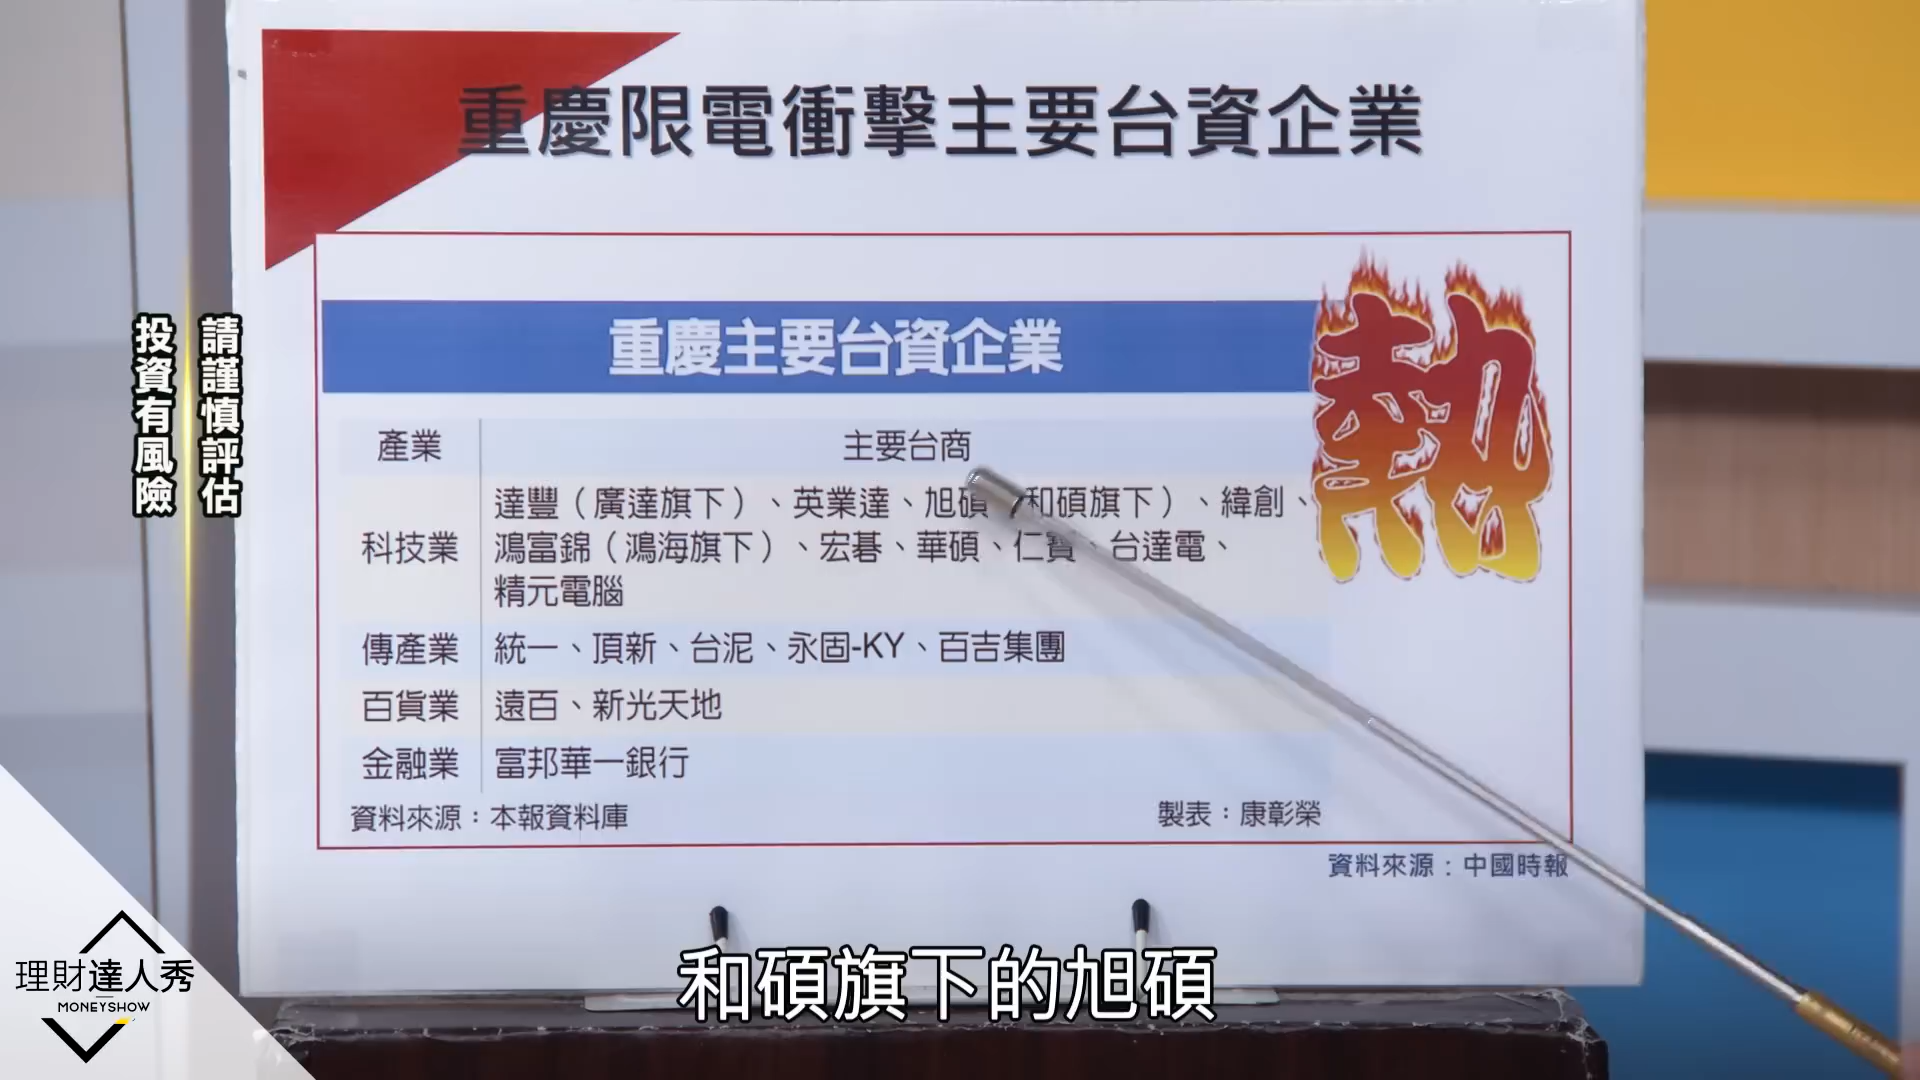 重慶限電衝擊主要台資企業
重慶主要台資企業
熱
產業 主要台商
科技業 達豐（廣達旗下）、英業達、旭碩（和碩旗下）、緯創、
鴻富錦（鴻海旗下）、宏碁、華碩、仁寶、台達電、
精元電腦
傳產業 統一、頂新、台泥、永固-KY、百吉集團
百貨業 遠百、新光天地
金融業 富邦華一銀行
資料來源：本報資料庫 製表：康彰榮
資料來源：中國時報
請謹慎評估
投資有風險
理財達人秀
MONEYSHOW
和碩旗下的旭碩